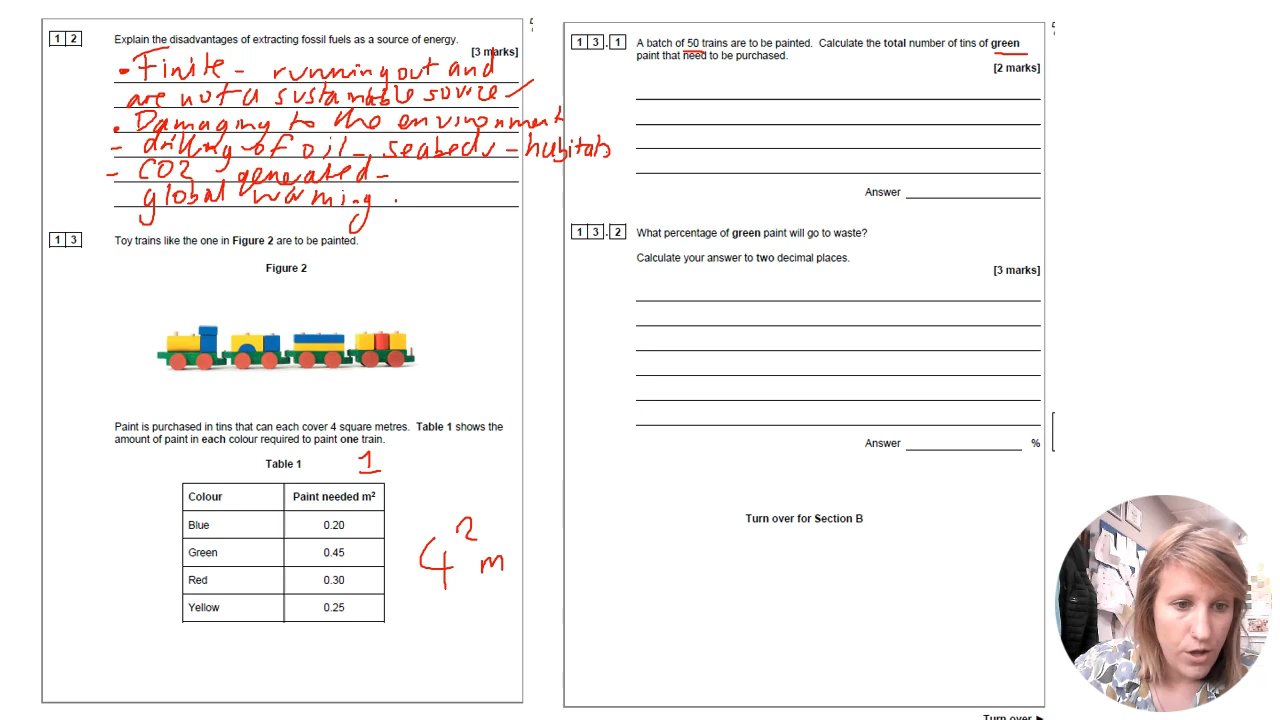 1 2
Explain the disadvantages of extracting fossil fuels as a source of energy.
[3 marks]
• Finite - running out and
are not a sustainable source ✓
• Damaging to the environment
- drilling of oil -, seabeds - habitats
- CO2 generated -
global warming.
1 3
Toy trains like the one in Figure 2 are to be painted.
Figure 2
Paint is purchased in tins that can each cover 4 square metres. Table 1 shows the
amount of paint in each colour required to paint one train.
Table 1
1
Colour Paint needed m²
Blue 0.20
Green 0.45
Red 0.30
Yellow 0.25
4² m
1 3 . 1
A batch of 50 trains are to be painted. Calculate the total number of tins of green
paint that need to be purchased.
[2 marks]
Answer
1 3 . 2
What percentage of green paint will go to waste?
Calculate your answer to two decimal places.
[3 marks]
Answer %
Turn over for Section B
Turn over ►